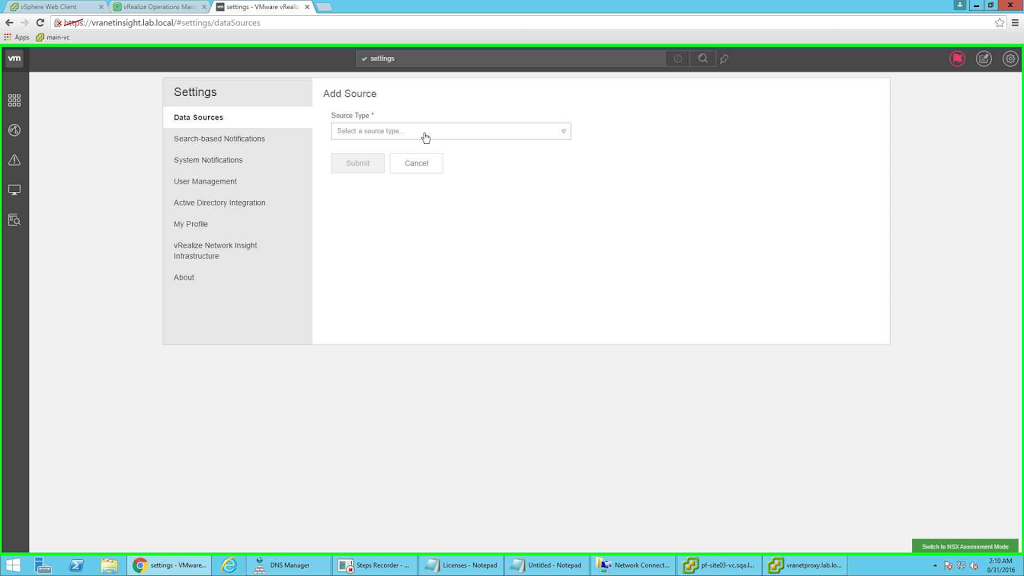 vSphere Web Client
vRealize Operations Man
settings - VMware vReali
https://vranetinsight.lab.local/#settings/dataSources
Apps
main-vc
vm
settings
Settings
Data Sources
Search-based Notifications
System Notifications
User Management
Active Directory Integration
My Profile
vRealize Network Insight
Infrastructure
About
Add Source
Source Type *
Select a source type...
Submit
Cancel
Switch to NSX Assessment Mode
settings - VMware...
DNS Manager
Steps Recorder - ...
Licenses - Notepad
Untitled - Notepad
Network Connect...
pf-site03-vc.sqa.l...
vranetproxy.lab.lo...
2:10 AM
8/31/2016